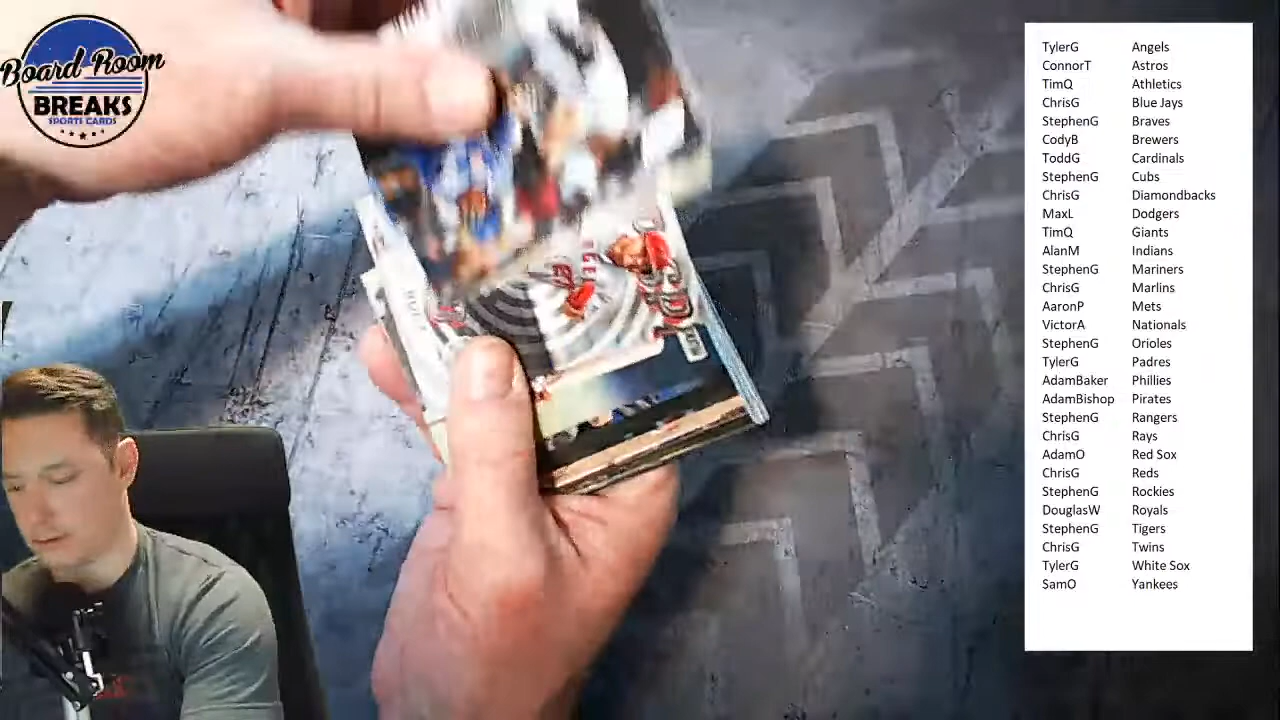 Board Room
BREAKS
SPORTS CARDS
TylerG Angels
ConnorT Astros
TimQ Athletics
ChrisG Blue Jays
StephenG Braves
CodyB Brewers
ToddG Cardinals
StephenG Cubs
ChrisG Diamondbacks
MaxL Dodgers
TimQ Giants
AlanM Indians
StephenG Mariners
ChrisG Marlins
AaronP Mets
VictorA Nationals
StephenG Orioles
TylerG Padres
AdamBaker Phillies
AdamBishop Pirates
StephenG Rangers
ChrisG Rays
AdamO Red Sox
ChrisG Reds
StephenG Rockies
DouglasW Royals
StephenG Tigers
ChrisG Twins
TylerG White Sox
SamO Yankees